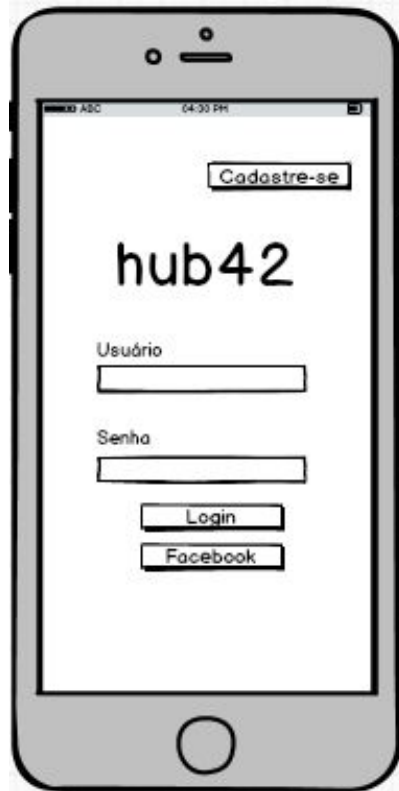 ABC 04:30 PM
Cadastre-se
hub42
Usuário
Senha
Login
Facebook